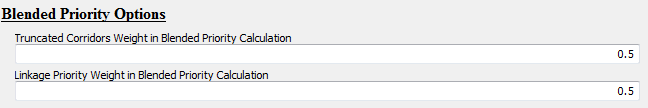 Blended Priority Options
Truncated Corridors Weight in Blended Priority Calculation
0.5
Linkage Priority Weight in Blended Priority Calculation
0.5